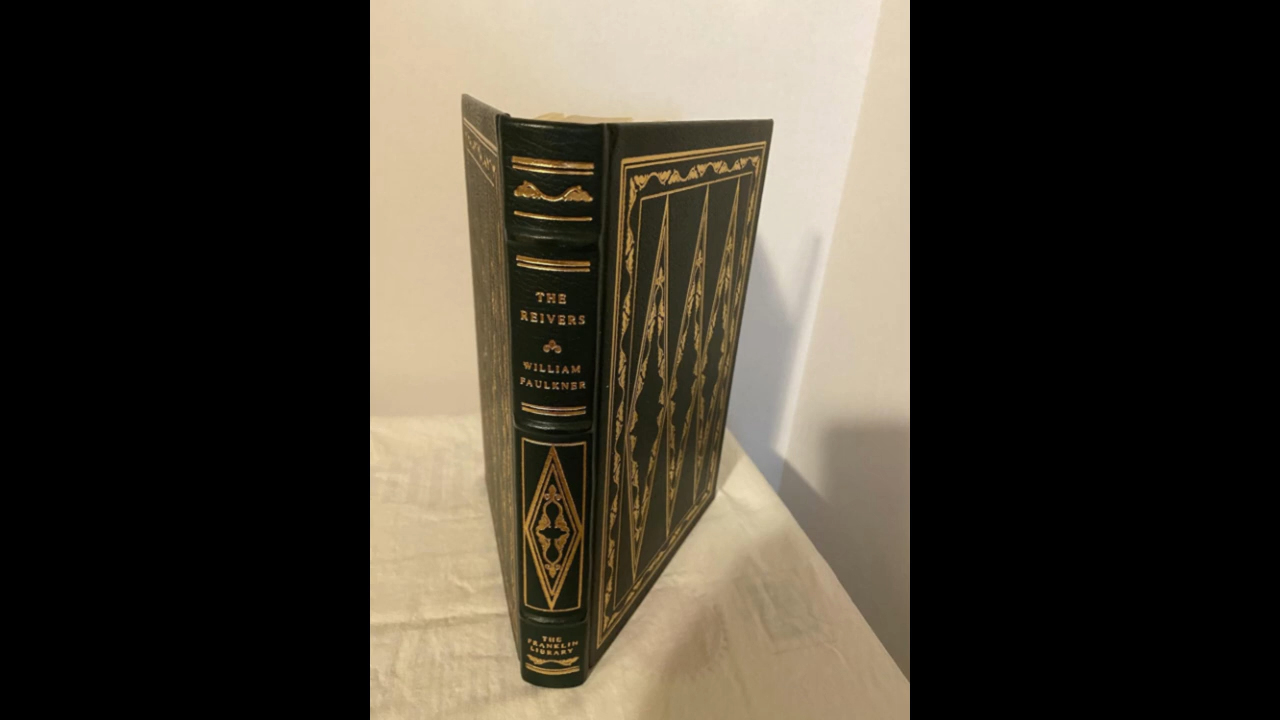 THE
REIVERS
WILLIAM
FAULKNER
THE
FRANKLIN
LIBRARY